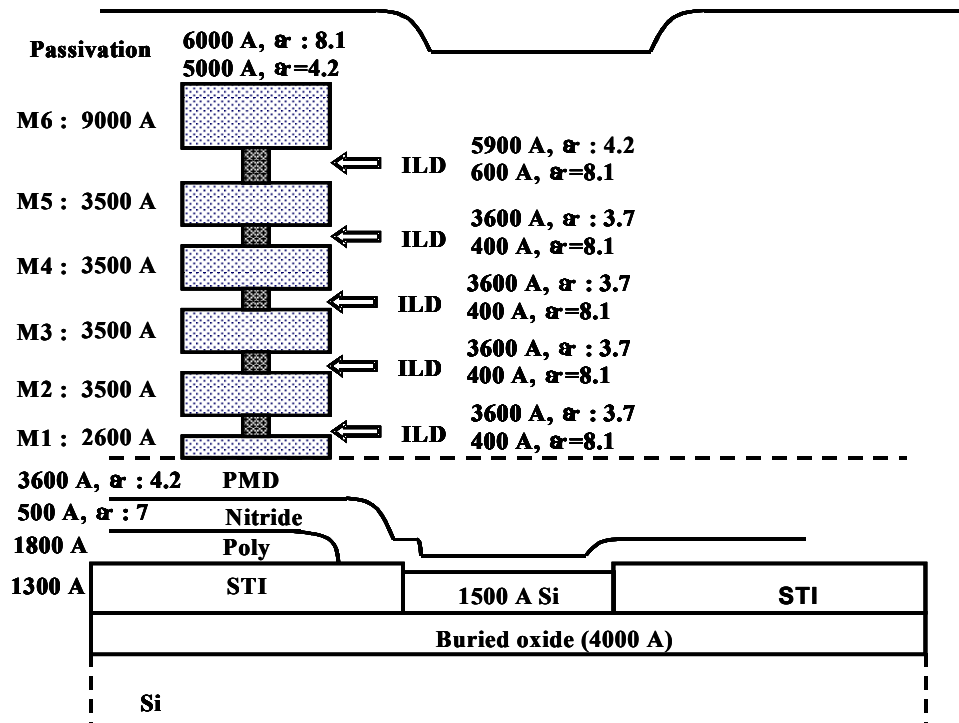 6000 A, εr : 8.1
Passivation
5000 A, εr=4.2
M6 : 9000 A
5900 A, εr : 4.2
ILD
600 A, εr=8.1
M5 : 3500 A
3600 A, εr : 3.7
ILD
400 A, εr=8.1
M4 : 3500 A
3600 A, εr : 3.7
ILD
400 A, εr=8.1
M3 : 3500 A
3600 A, εr : 3.7
ILD
400 A, εr=8.1
M2 : 3500 A
3600 A, εr : 3.7
ILD
400 A, εr=8.1
M1 : 2600 A
3600 A, εr : 4.2
PMD
500 A, εr : 7
Nitride
1800 A
Poly
1300 A
STI
1500 A Si
STI
Buried oxide (4000 A)
Si